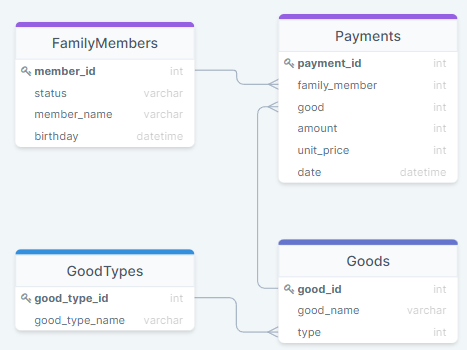 FamilyMembers
member_id int
status varchar
member_name varchar
birthday datetime
Payments
payment_id int
family_member int
good int
amount int
unit_price int
date datetime
GoodTypes
good_type_id int
good_type_name varchar
Goods
good_id int
good_name varchar
type int